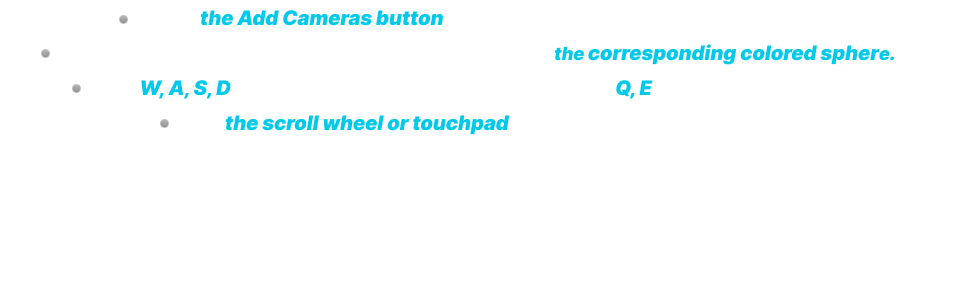 the Add Cameras button
the corresponding colored sphere.
W, A, S, D Q, E
the scroll wheel or touchpad